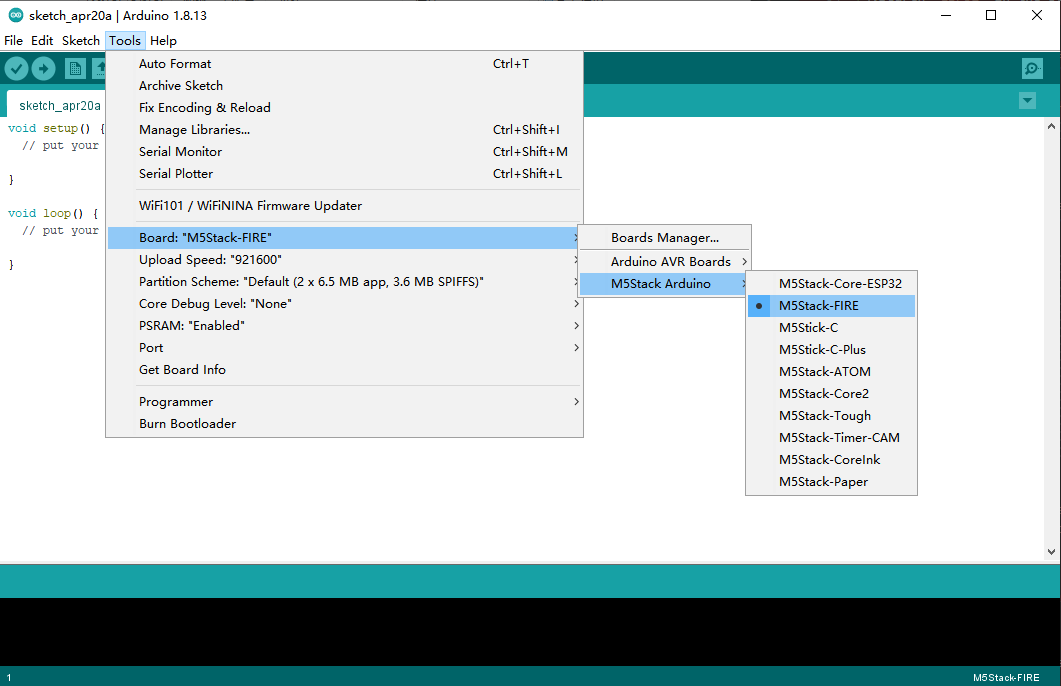 sketch_apr20a | Arduino 1.8.13
File Edit Sketch Tools Help
sketch_apr20a
void setup() {
// put your
}
void loop() {
// put your
}
Auto Format Ctrl+T
Archive Sketch
Fix Encoding & Reload
Manage Libraries... Ctrl+Shift+I
Serial Monitor Ctrl+Shift+M
Serial Plotter Ctrl+Shift+L
WiFi101 / WiFiNINA Firmware Updater
Board: "M5Stack-FIRE"
Upload Speed: "921600"
Partition Scheme: "Default (2 x 6.5 MB app, 3.6 MB SPIFFS)"
Core Debug Level: "None"
PSRAM: "Enabled"
Port
Get Board Info
Programmer
Burn Bootloader
Boards Manager...
Arduino AVR Boards
M5Stack Arduino
M5Stack-Core-ESP32
M5Stack-FIRE
M5Stick-C
M5Stick-C-Plus
M5Stack-ATOM
M5Stack-Core2
M5Stack-Tough
M5Stack-Timer-CAM
M5Stack-CoreInk
M5Stack-Paper
1 M5Stack-FIRE